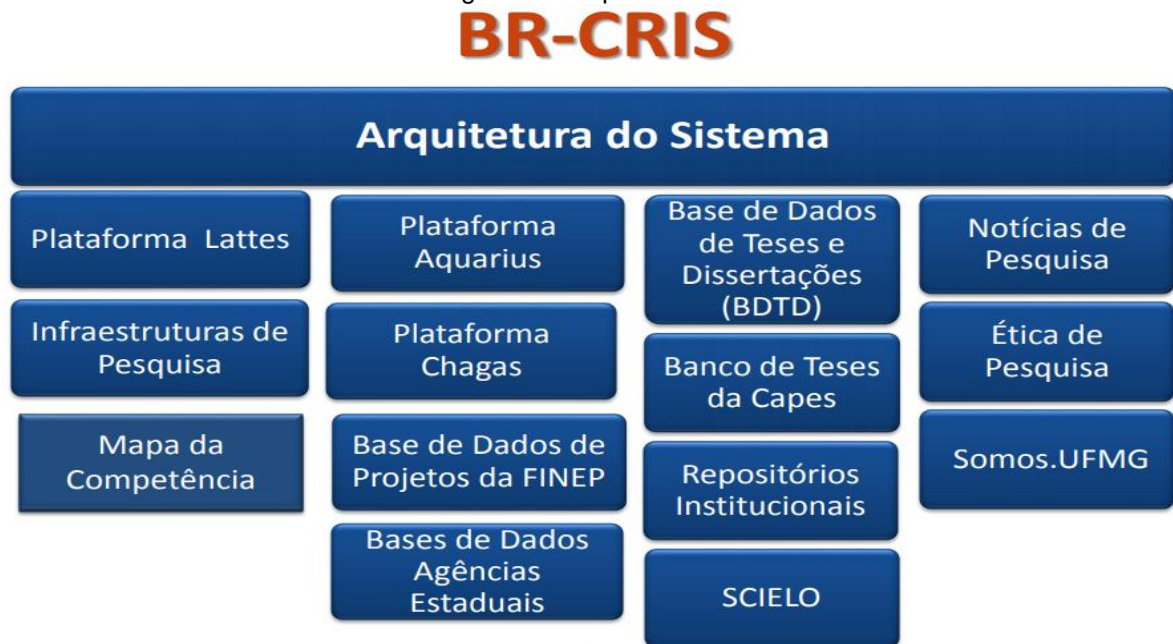 BR-CRIS
Arquitetura do Sistema
Plataforma Lattes
Infraestruturas de
Pesquisa
Mapa da
Competência
Plataforma
Aquarius
Plataforma
Chagas
Base de Dados de
Projetos da FINEP
Bases de Dados
Agências
Estaduais
Base de Dados
de Teses e
Dissertações
(BDTD)
Banco de Teses
da Capes
Repositórios
Institucionais
SCIELO
Notícias de
Pesquisa
Ética de
Pesquisa
Somos.UFMG